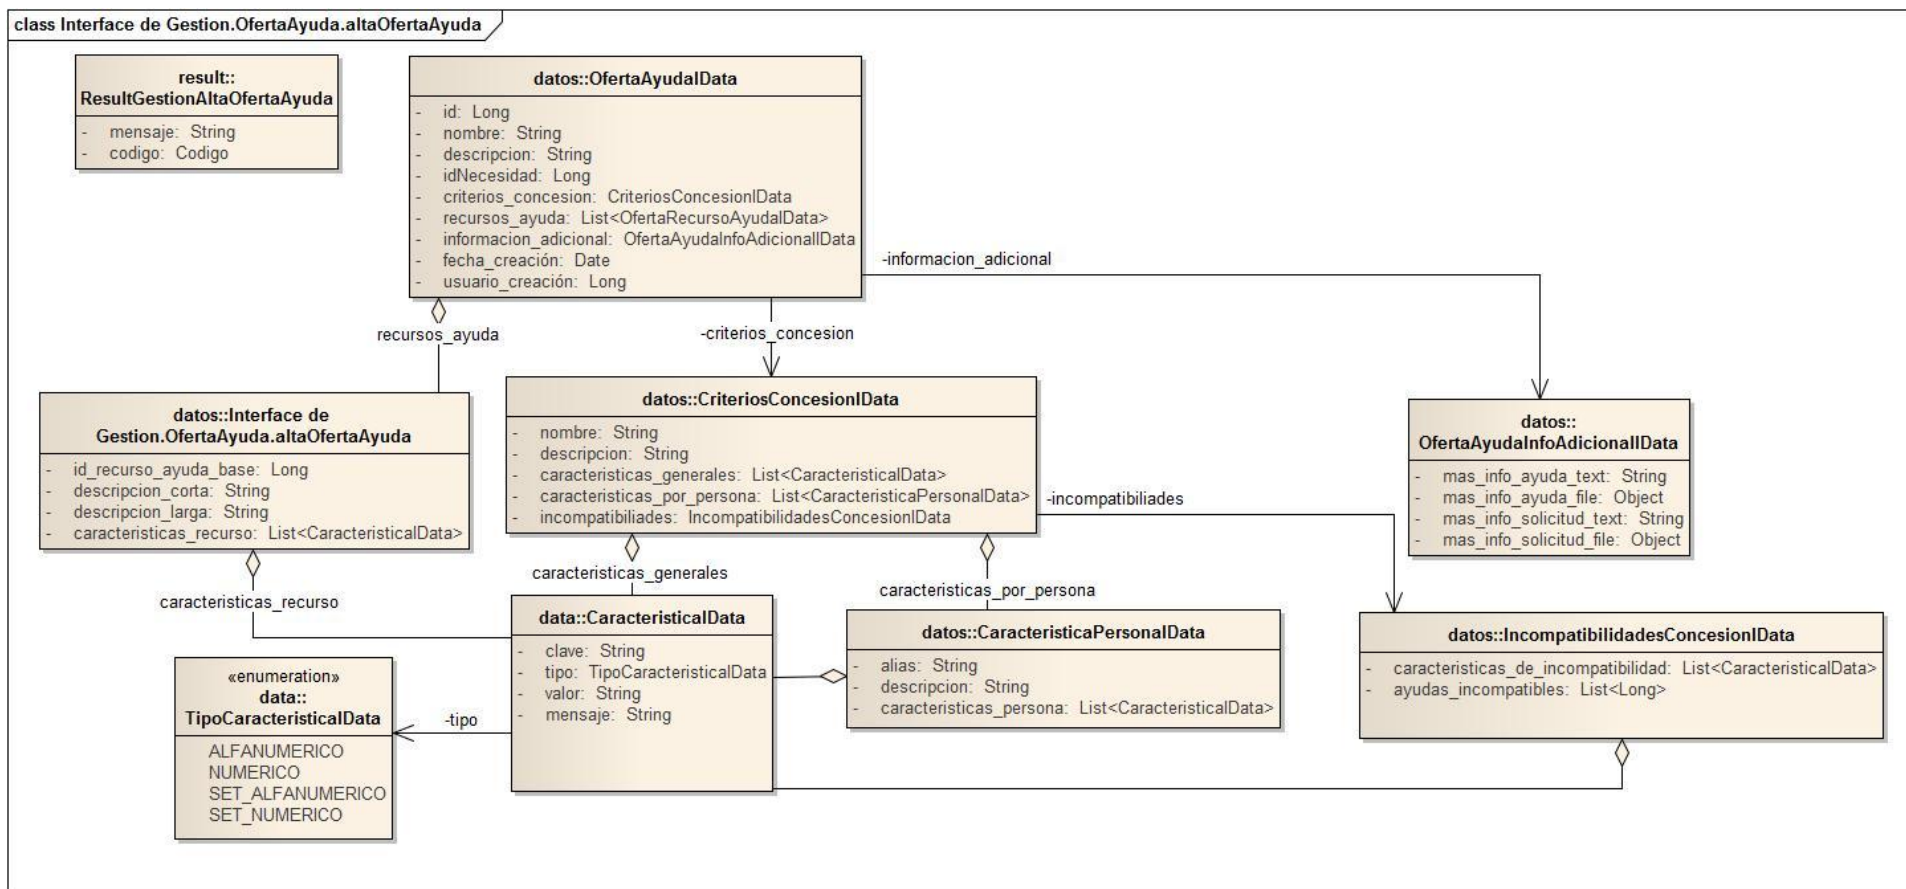 class Interface de Gestion.OfertaAyuda.altaOfertaAyuda
result::
ResultGestionAltaOfertaAyuda
- mensaje: String
- codigo: Codigo
datos::OfertaAyudaIData
- id: Long
- nombre: String
- descripcion: String
- idNecesidad: Long
- criterios_concesion: CriteriosConcesionIData
- recursos_ayuda: List<OfertaRecursoAyudaIData>
- informacion_adicional: OfertaAyudaInfoAdicionalIData
- fecha_creación: Date
- usuario_creación: Long
-informacion_adicional
recursos_ayuda
-criterios_concesion
datos::Interface de
Gestion.OfertaAyuda.altaOfertaAyuda
- id_recurso_ayuda_base: Long
- descripcion_corta: String
- descripcion_larga: String
- caracteristicas_recurso: List<CaracteristicaIData>
datos::CriteriosConcesionIData
- nombre: String
- descripcion: String
- caracteristicas_generales: List<CaracteristicaIData>
- caracteristicas_por_persona: List<CaracteristicaPersonaIData>
- incompatibiliades: IncompatibilidadesConcesionIData
-incompatibiliades
datos::
OfertaAyudaInfoAdicionalIData
- mas_info_ayuda_text: String
- mas_info_ayuda_file: Object
- mas_info_solicitud_text: String
- mas_info_solicitud_file: Object
caracteristicas_recurso
caracteristicas_generales
caracteristicas_por_persona
data::CaracteristicaIData
- clave: String
- tipo: TipoCaracteristicaIData
- valor: String
- mensaje: String
datos::CaracteristicaPersonaIData
- alias: String
- descripcion: String
- caracteristicas_persona: List<CaracteristicaIData>
datos::IncompatibilidadesConcesionIData
- caracteristicas_de_incompatibilidad: List<CaracteristicaIData>
- ayudas_incompatibles: List<Long>
«enumeration»
data::
TipoCaracteristicaIData
ALFANUMERICO
NUMERICO
SET_ALFANUMERICO
SET_NUMERICO
-tipo